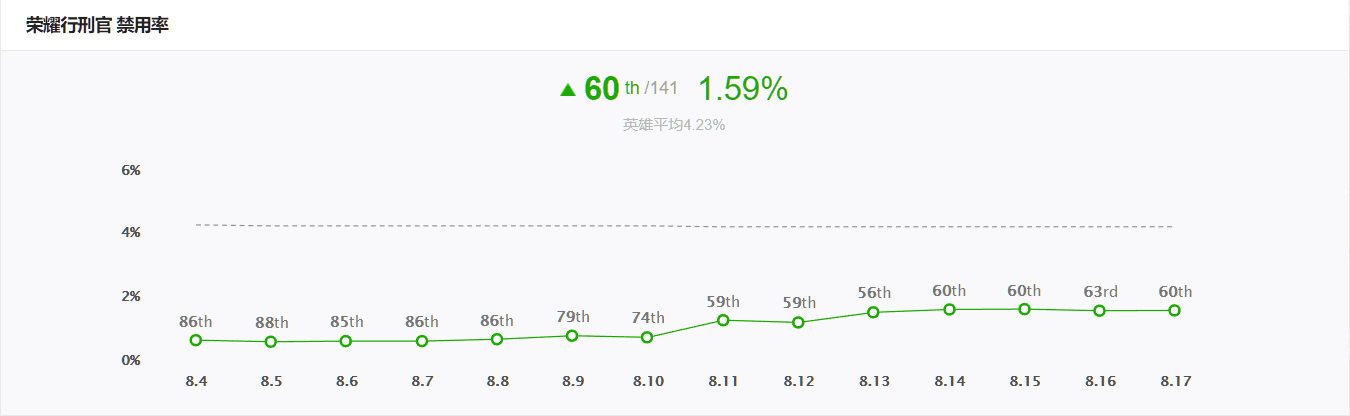 荣耀行刑官 禁用率
▲ 60 th /141 1.59%
英雄平均4.23%
6%
4%
2%
0%
86th 88th 85th 86th 86th 79th 74th 59th 59th 56th 60th 60th 63rd 60th
8.4 8.5 8.6 8.7 8.8 8.9 8.10 8.11 8.12 8.13 8.14 8.15 8.16 8.17